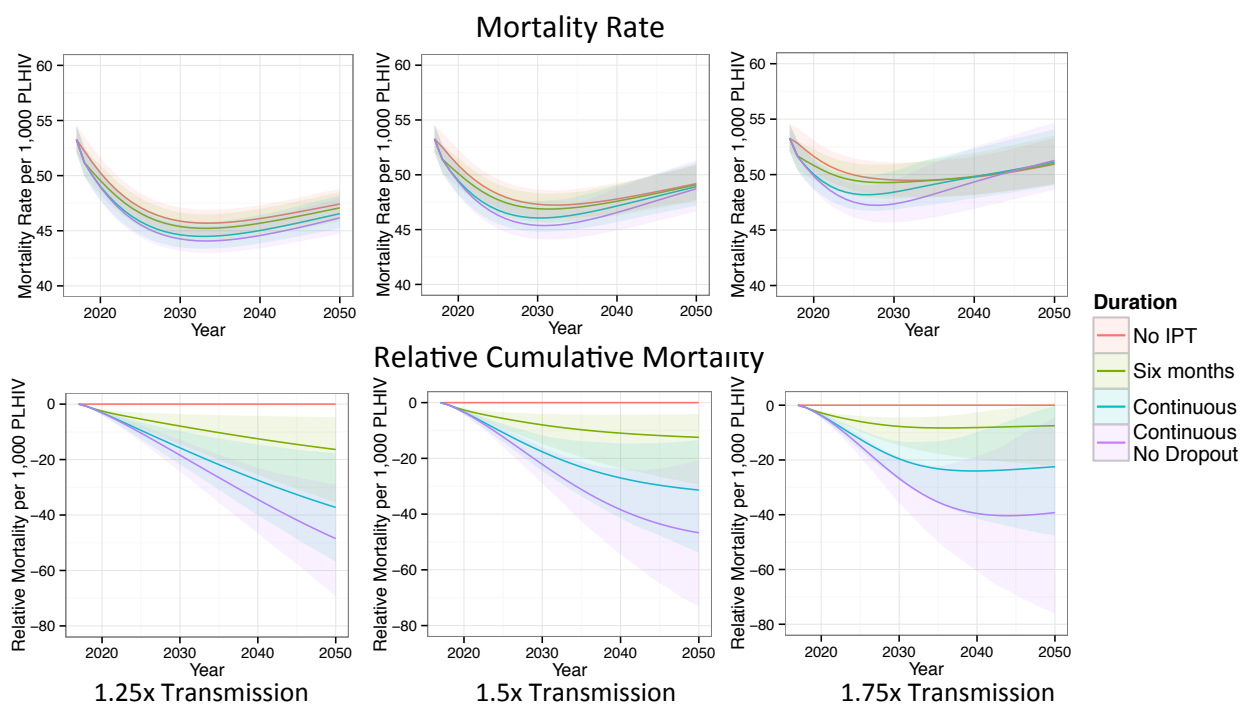 Mortality Rate
Mortality Rate per 1,000 PLHIV
60
55
50
45
40
2020
2030
2040
2050
Year
Mortality Rate per 1,000 PLHIV
60
55
50
45
40
2020
2030
2040
2050
Year
Mortality Rate per 1,000 PLHIV
60
55
50
45
40
2020
2030
2040
2050
Year
Duration
No IPT
Six months
Continuous
Continuous
No Dropout
Relative Cumulative Mortality
Relative Mortality per 1,000 PLHIV
0
−20
−40
−60
−80
2020
2030
2040
2050
Year
1.25x Transmission
Relative Mortality per 1,000 PLHIV
0
−20
−40
−60
−80
2020
2030
2040
2050
Year
1.5x Transmission
Relative Mortality per 1,000 PLHIV
0
−20
−40
−60
−80
2020
2030
2040
2050
Year
1.75x Transmission